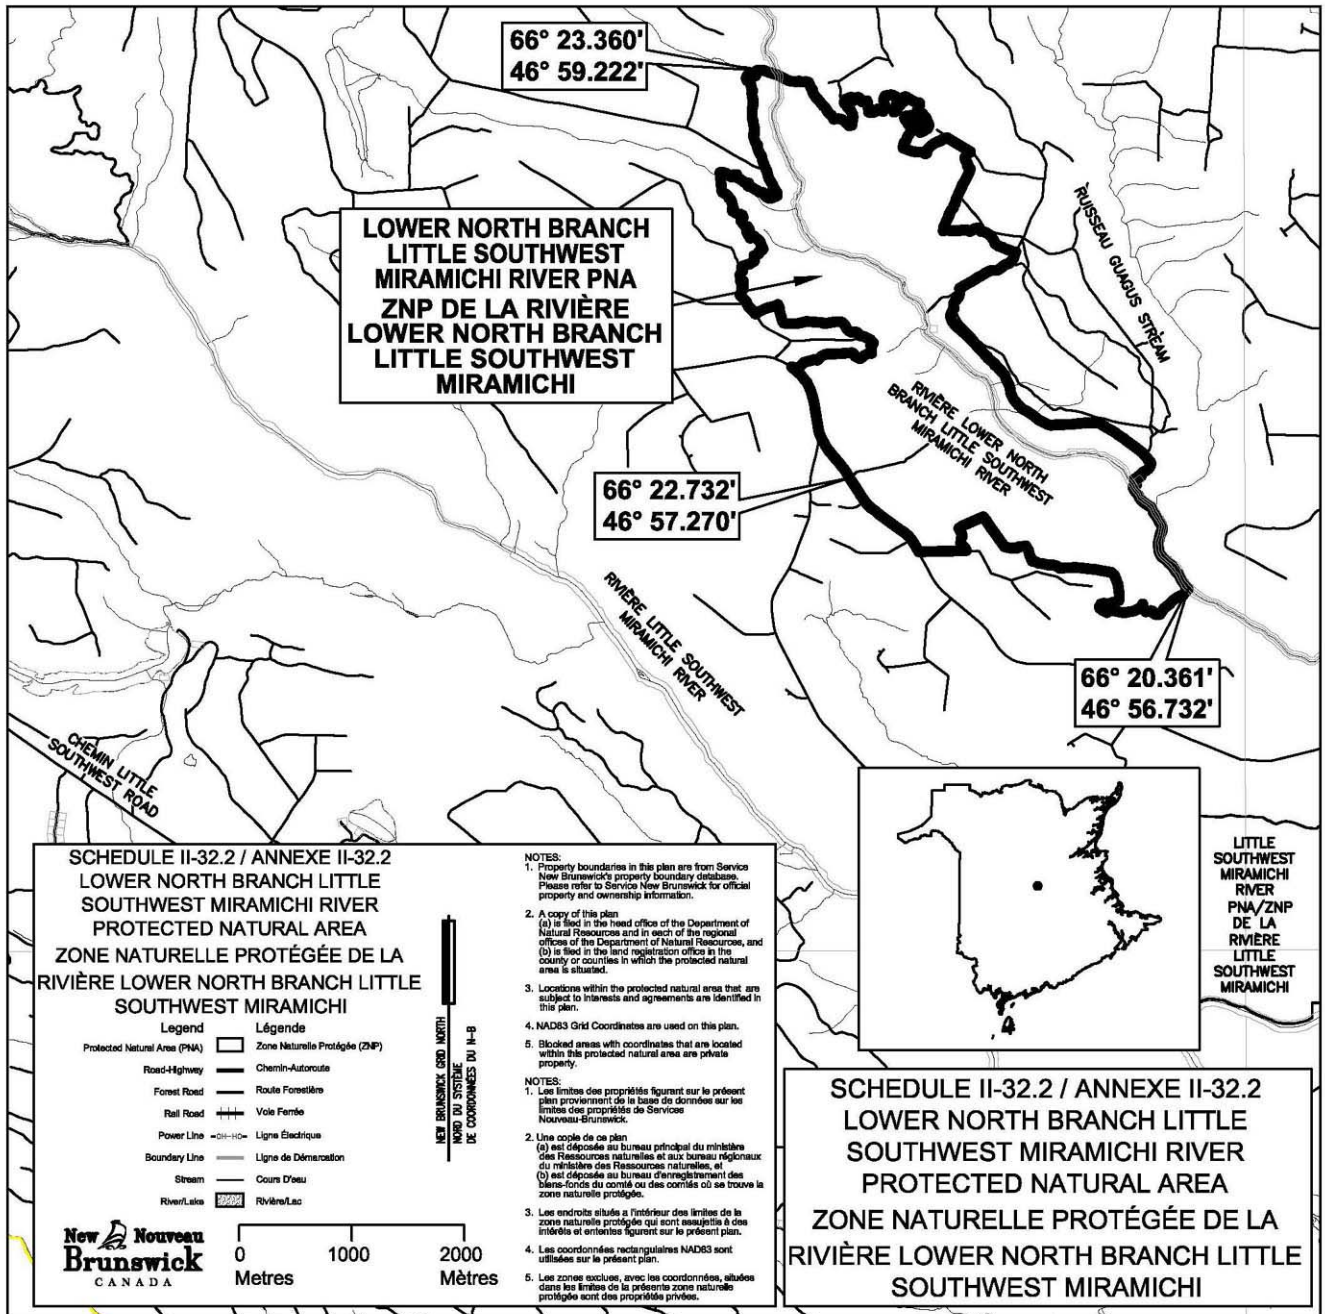 66° 23.360'
46° 59.222'
LOWER NORTH BRANCH
LITTLE SOUTHWEST
MIRAMICHI RIVER PNA
ZNP DE LA RIVIÈRE
LOWER NORTH BRANCH
LITTLE SOUTHWEST
MIRAMICHI
RUISSEAU GUAGUS STREAM
RIVIÈRE LOWER NORTH
BRANCH LITTLE SOUTHWEST
MIRAMICHI RIVER
66° 22.732'
46° 57.270'
RIVIÈRE LITTLE SOUTHWEST
MIRAMICHI RIVER
66° 20.361'
46° 56.732'
CHEMIN LITTLE
SOUTHWEST ROAD
4
LITTLE
SOUTHWEST
MIRAMICHI
RIVER
PNA/ZNP
DE LA
RIVIÈRE
LITTLE
SOUTHWEST
MIRAMICHI
SCHEDULE II-32.2 / ANNEXE II-32.2
LOWER NORTH BRANCH LITTLE
SOUTHWEST MIRAMICHI RIVER
PROTECTED NATURAL AREA
ZONE NATURELLE PROTÉGÉE DE LA
RIVIÈRE LOWER NORTH BRANCH LITTLE
SOUTHWEST MIRAMICHI
Legend Légende
Protected Natural Area (PNA) Zone Naturelle Protégée (ZNP)
Road-Highway Chemin-Autoroute
Forest Road Route Forestière
Rail Road Voie Ferrée
Power Line -OH-HO- Ligne Électrique
Boundary Line Ligne de Démarcation
Stream Cours D'eau
River/Lake Rivière/Lac
NEW BRUNSWICK GRID NORTH
NORD DU SYSTÈME
DE COORDONNÉES DU N-B
New Nouveau
Brunswick
CANADA
0 1000 2000
Metres Mètres
NOTES:
1. Property boundaries in this plan are from Service
New Brunswick's property boundary database.
Please refer to Service New Brunswick for official
property and ownership information.
2. A copy of this plan
(a) is filed in the head office of the Department of
Natural Resources and in each of the regional
offices of the Department of Natural Resources, and
(b) is filed in the land registration office in the
county or counties in which the protected natural
area is situated.
3. Locations within the protected natural area that are
subject to interests and agreements are identified in
this plan.
4. NAD83 Grid Coordinates are used on this plan.
5. Blocked areas with coordinates that are located
within this protected natural area are private
property.
NOTES:
1. Les limites des propriétés figurant sur le présent
plan proviennent de la base de données sur les
limites des propriétés de Services
Nouveau-Brunswick.
2. Une copie de ce plan
(a) est déposée au bureau principal du ministère
des Ressources naturelles et aux bureau régionaux
du ministère des Ressources naturelles, et
(b) est déposée au bureau d'enregistrement des
biens-fonds du comté ou des comtés où se trouve la
zone naturelle protégée.
3. Les endroits situés a l'intérieur des limites de la
zone naturelle protégée qui sont assujettis à des
intérêts et ententes figurent sur le présent plan.
4. Les coordonnées rectangulaires NAD83 sont
utilisées sur le présent plan.
5. Les zones exclues, avec les coordonnées, situées
dans les limites de la présente zone naturelle
protégée sont des propriétés privées.
SCHEDULE II-32.2 / ANNEXE II-32.2
LOWER NORTH BRANCH LITTLE
SOUTHWEST MIRAMICHI RIVER
PROTECTED NATURAL AREA
ZONE NATURELLE PROTÉGÉE DE LA
RIVIÈRE LOWER NORTH BRANCH LITTLE
SOUTHWEST MIRAMICHI